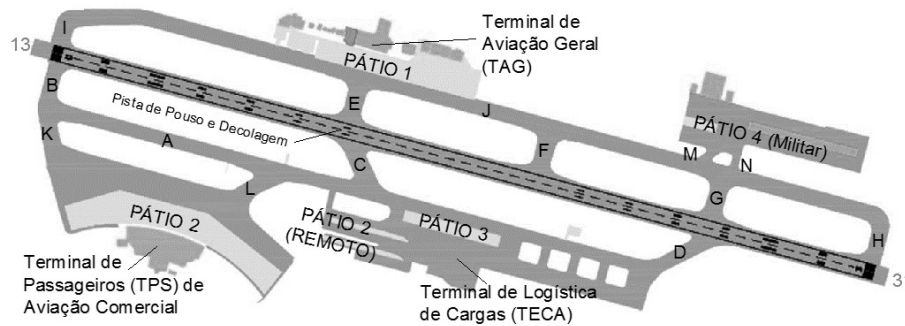 13
I
Terminal de
Aviação Geral
(TAG)
PÁTIO 1
B
Pista de Pouso e Decolagem
E
J
K
A
C
F
M
PÁTIO 4 (Militar)
N
L
G
PÁTIO 2
PÁTIO 2
(REMOTO)
PÁTIO 3
D
H
3
Terminal de
Passageiros (TPS) de
Aviação Comercial
Terminal de Logística
de Cargas (TECA)